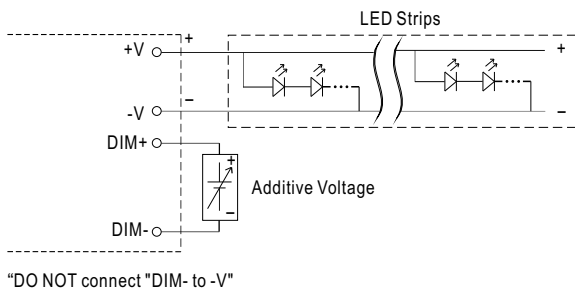 LED Strips
+V
+
+
-V
−
−
DIM+
+
Additive Voltage
−
DIM-
“DO NOT connect "DIM- to -V"